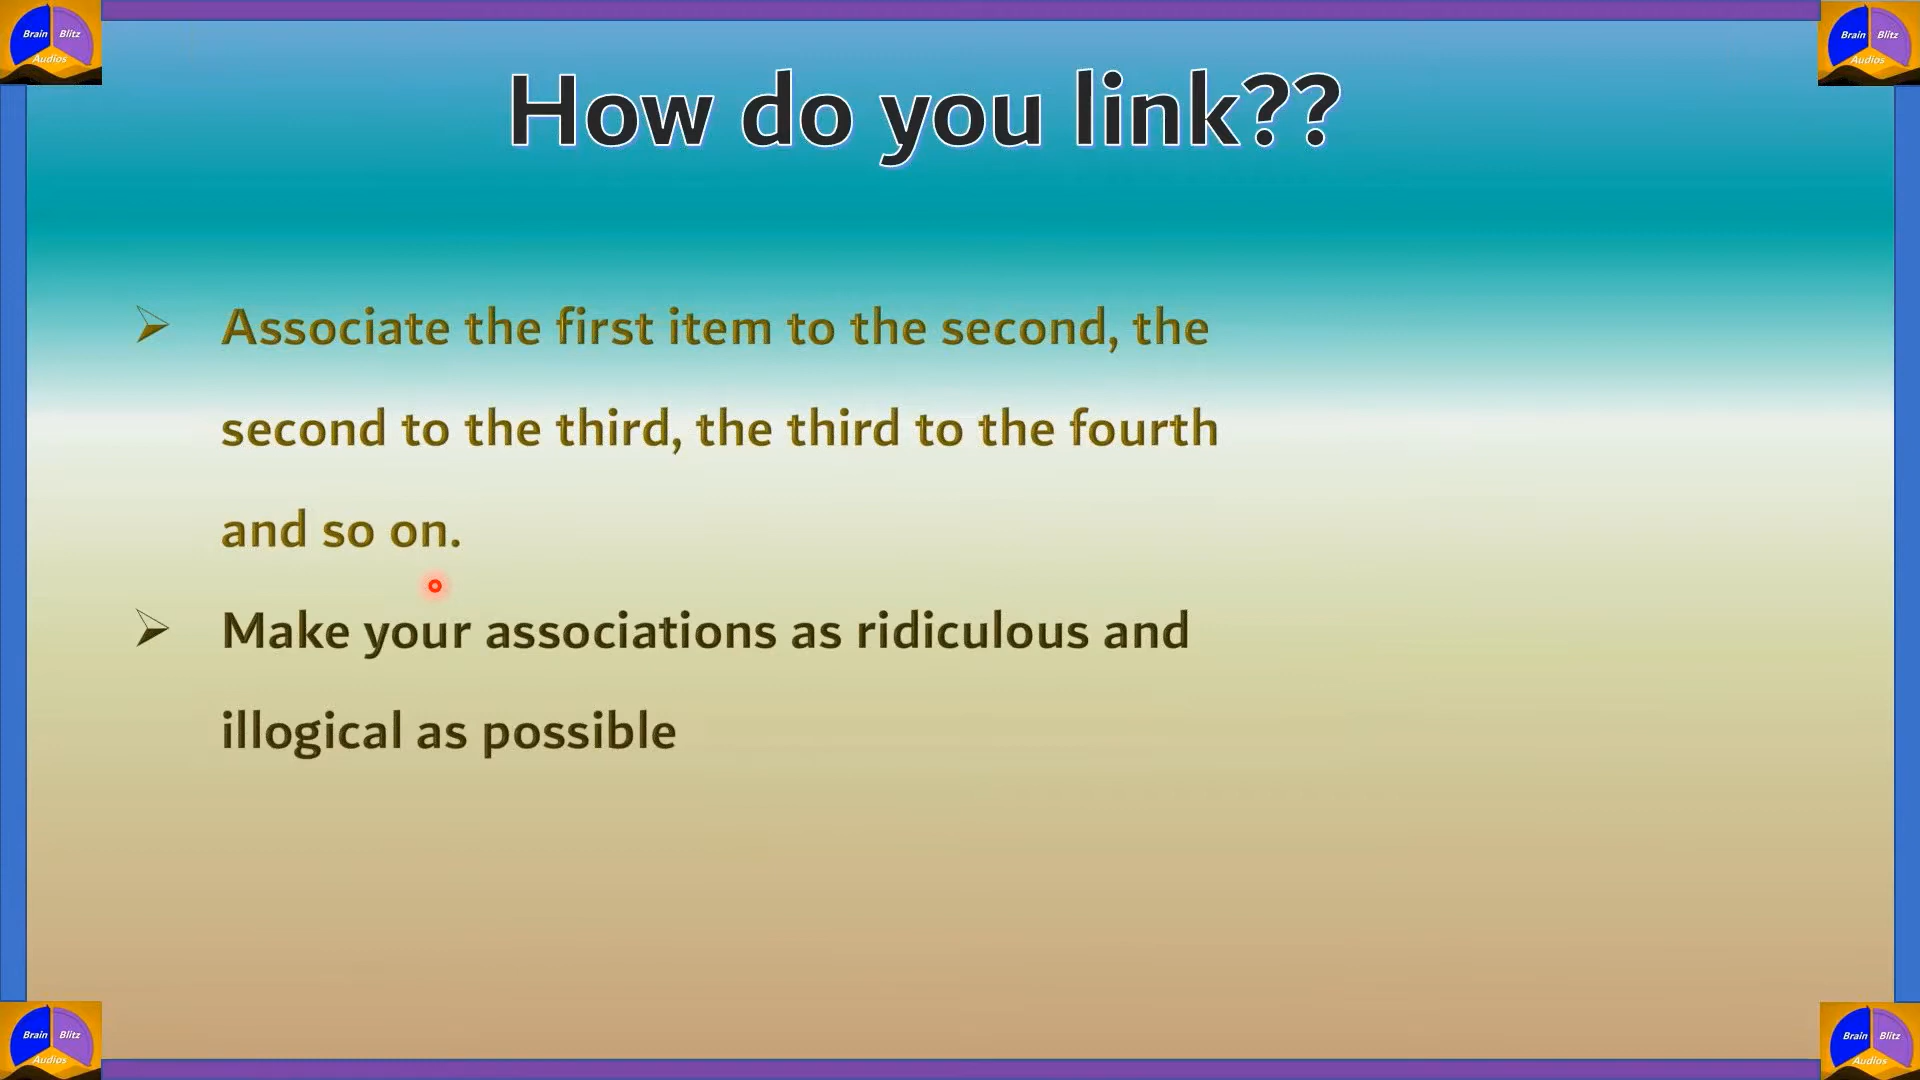 Brain Blitz
Audios
Brain Blitz
Audios
How do you link??
Associate the first item to the second, the
second to the third, the third to the fourth
and so on.
Make your associations as ridiculous and
illogical as possible
Brain Blitz
Audios
Brain Blitz
Audios